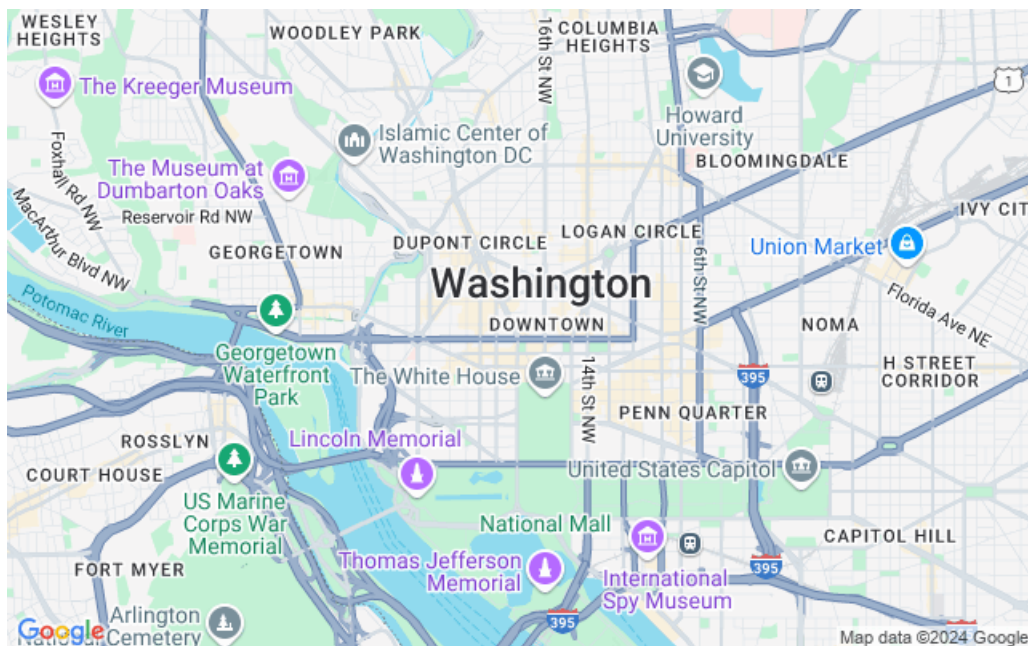 WESLEY
HEIGHTS
WOODLEY PARK
16th St NW
COLUMBIA
HEIGHTS
1
The Kreeger Museum
Howard
University
Islamic Center of
Washington DC
Foxhall Rd NW
The Museum at
Dumbarton Oaks
BLOOMINGDALE
MacArthur Blvd NW
Reservoir Rd NW
IVY CIT
GEORGETOWN
DUPONT CIRCLE
LOGAN CIRCLE
6th St NW
Union Market
Washington
Potomac River
Florida Ave NE
DOWNTOWN
NOMA
Georgetown
Waterfront
Park
The White House
14th St NW
395
H STREET
CORRIDOR
PENN QUARTER
ROSSLYN
Lincoln Memorial
COURT HOUSE
United States Capitol
US Marine
Corps War
Memorial
National Mall
CAPITOL HILL
Thomas Jefferson
Memorial
FORT MYER
395
International
Spy Museum
Arlington
National Cemetery
395
Google
Map data ©2024 Google